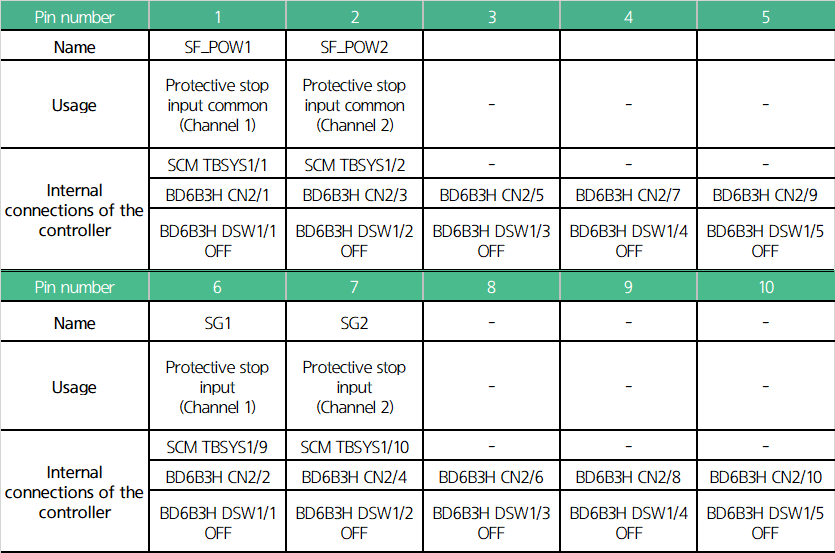 Pin number 1 2 3 4 5
Name SF_POW1 SF_POW2
Usage Protective stop input common (Channel 1) Protective stop input common (Channel 2) – – –
Internal connections of the controller
SCM TBSYS1/1 SCM TBSYS1/2 – – –
BD6B3H CN2/1 BD6B3H CN2/3 BD6B3H CN2/5 BD6B3H CN2/7 BD6B3H CN2/9
BD6B3H DSW1/1 OFF BD6B3H DSW1/2 OFF BD6B3H DSW1/3 OFF BD6B3H DSW1/4 OFF BD6B3H DSW1/5 OFF
Pin number 6 7 8 9 10
Name SG1 SG2 – – –
Usage Protective stop input (Channel 1) Protective stop input (Channel 2) – – –
Internal connections of the controller
SCM TBSYS1/9 SCM TBSYS1/10 – – –
BD6B3H CN2/2 BD6B3H CN2/4 BD6B3H CN2/6 BD6B3H CN2/8 BD6B3H CN2/10
BD6B3H DSW1/1 OFF BD6B3H DSW1/2 OFF BD6B3H DSW1/3 OFF BD6B3H DSW1/4 OFF BD6B3H DSW1/5 OFF